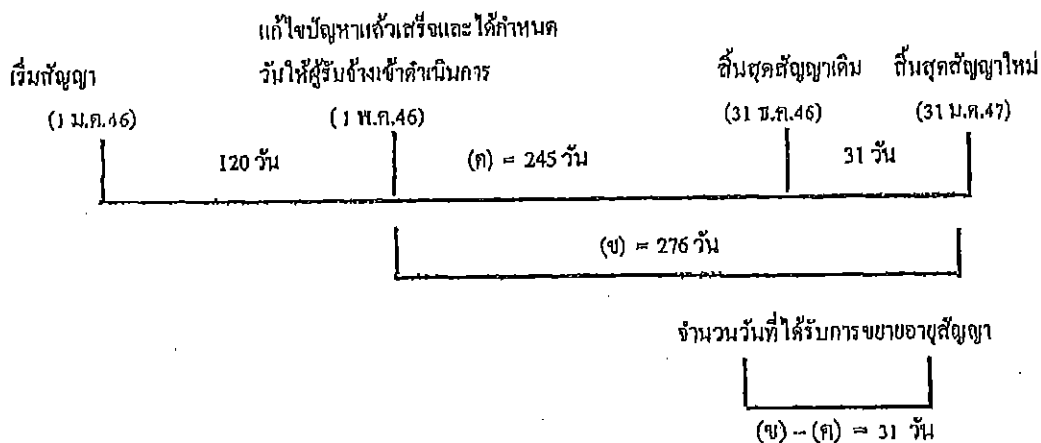 แก้ไขปัญหาแล้วเสร็จและได้กำหนด
เริ่มสัญญา วันให้ผู้รับจ้างเข้าดำเนินการ สิ้นสุดสัญญาเดิม สิ้นสุดสัญญาใหม่
(1 ม.ค.46) (1 พ.ค.46) (31 ธ.ค.46) (31 ม.ค.47)
120 วัน (ค) = 245 วัน 31 วัน
(ข) = 276 วัน
จำนวนวันที่ได้รับการขยายอายุสัญญา
(ข) - (ค) = 31 วัน